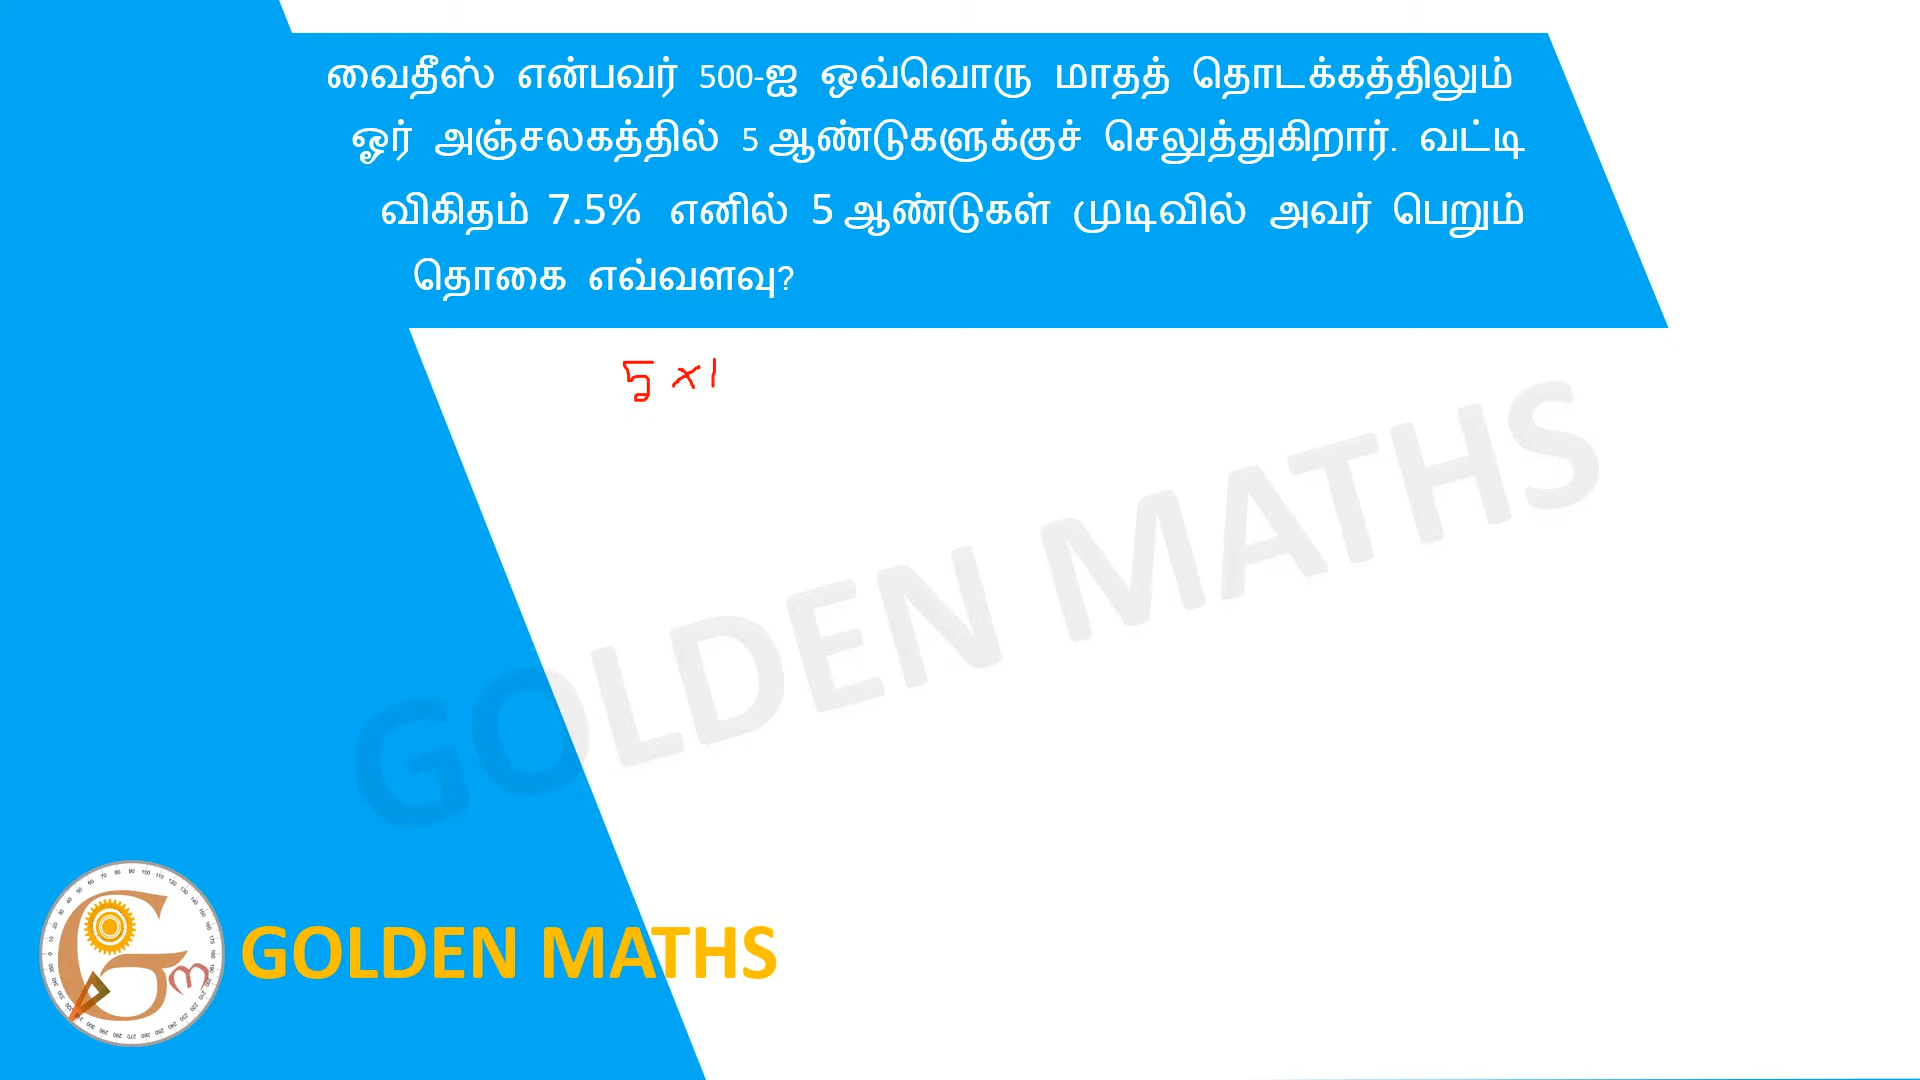 வைதீஸ் என்பவர் 500-ஐ ஒவ்வொரு மாதத் தொடக்கத்திலும்
ஓர் அஞ்சலகத்தில் 5 ஆண்டுகளுக்குச் செலுத்துகிறார். வட்டி
விகிதம் 7.5% எனில் 5 ஆண்டுகள் முடிவில் அவர் பெறும்
தொகை எவ்வளவு?
5 × 1
GOLDEN MATHS
GOLDEN MATHS